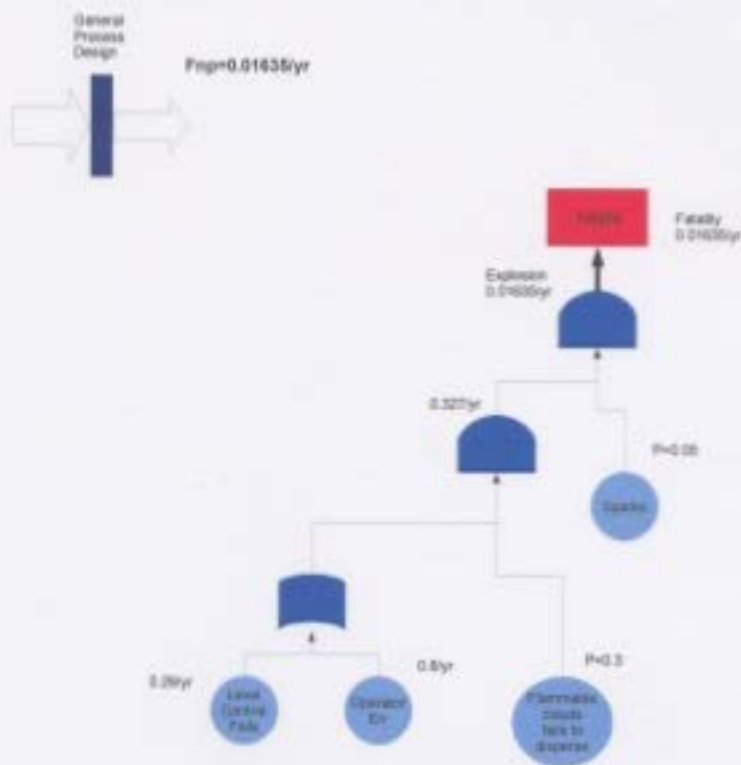 General
Process
Design
Fnp=0.01635/yr
Fatality
0.01635/yr
Explosion
0.01635/yr
0.327/yr
P=0.05
Sparks
0.29/yr
Level
Control
Fails
0.8/yr
Operator
Err
P=0.3
Flammable
clouds
fails to
disperse